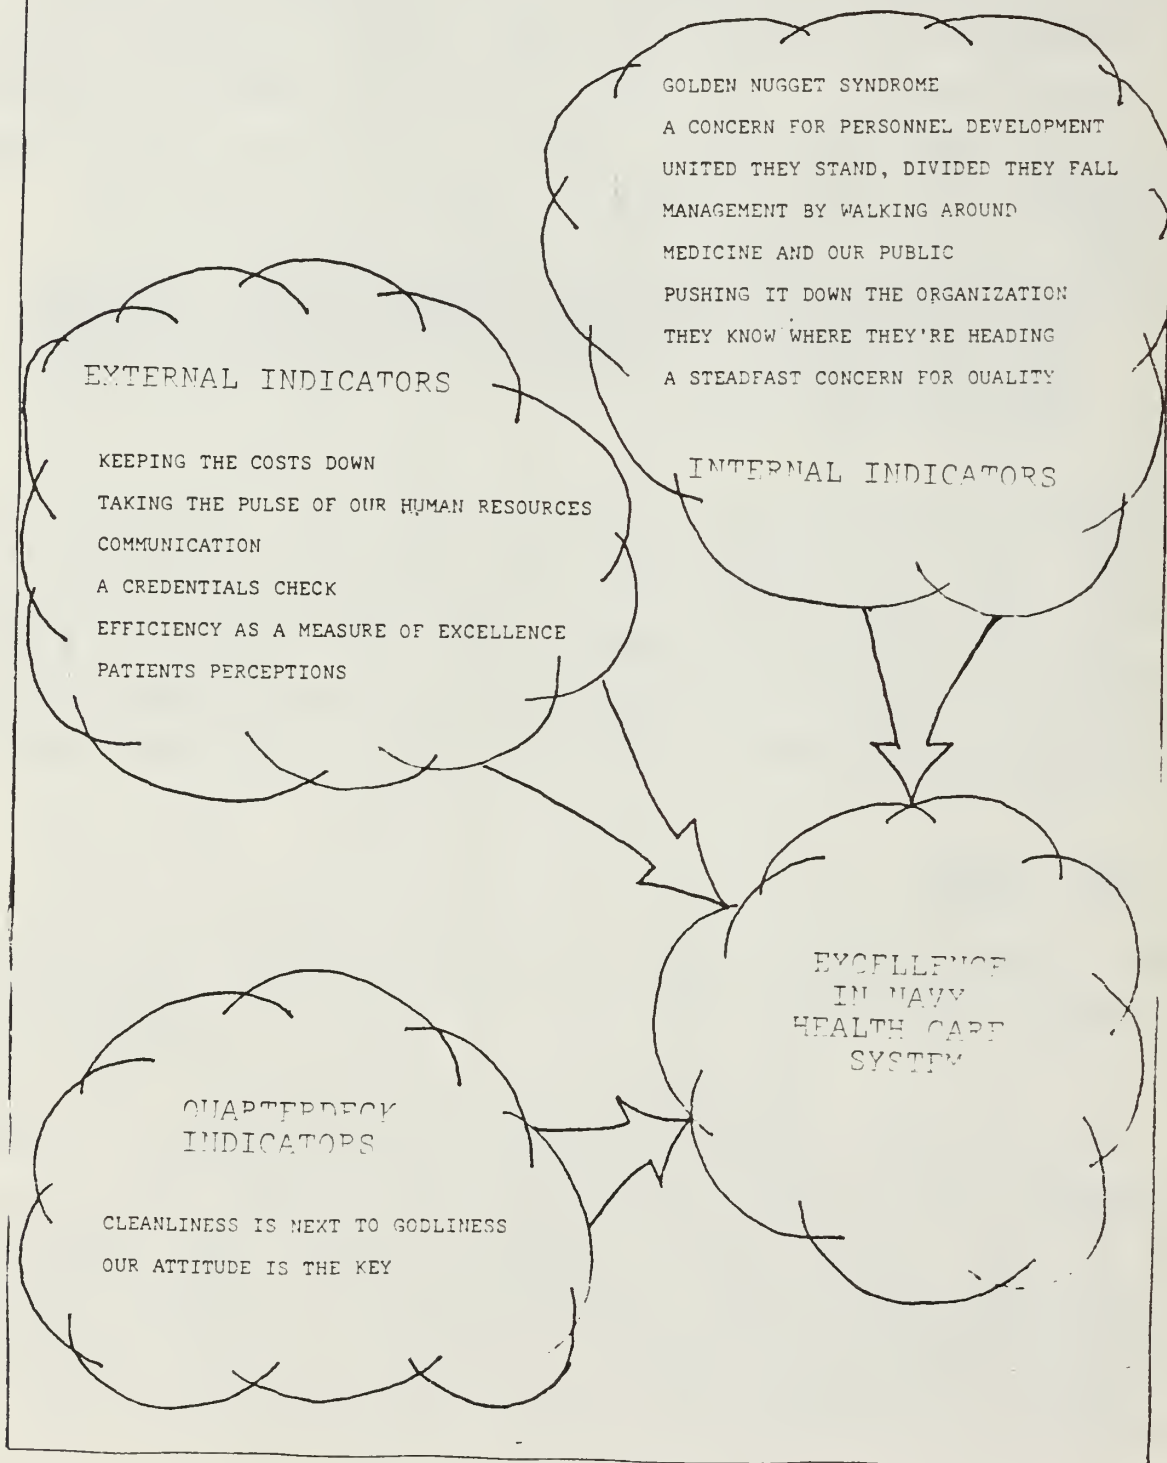 GOLDEN NUGGET SYNDROME
A CONCERN FOR PERSONNEL DEVELOPMENT
UNITED THEY STAND, DIVIDED THEY FALL
MANAGEMENT BY WALKING AROUND
MEDICINE AND OUR PUBLIC
PUSHING IT DOWN THE ORGANIZATION
THEY KNOW WHERE THEY'RE HEADING
A STEADFAST CONCERN FOR QUALITY
INTERNAL INDICATORS
EXTERNAL INDICATORS
KEEPING THE COSTS DOWN
TAKING THE PULSE OF OUR HUMAN RESOURCES
COMMUNICATION
A CREDENTIALS CHECK
EFFICIENCY AS A MEASURE OF EXCELLENCE
PATIENTS PERCEPTIONS
EXCELLENCE
IN NAVY
HEALTH CARE
SYSTEM
QUARTERDECK
INDICATORS
CLEANLINESS IS NEXT TO GODLINESS
OUR ATTITUDE IS THE KEY